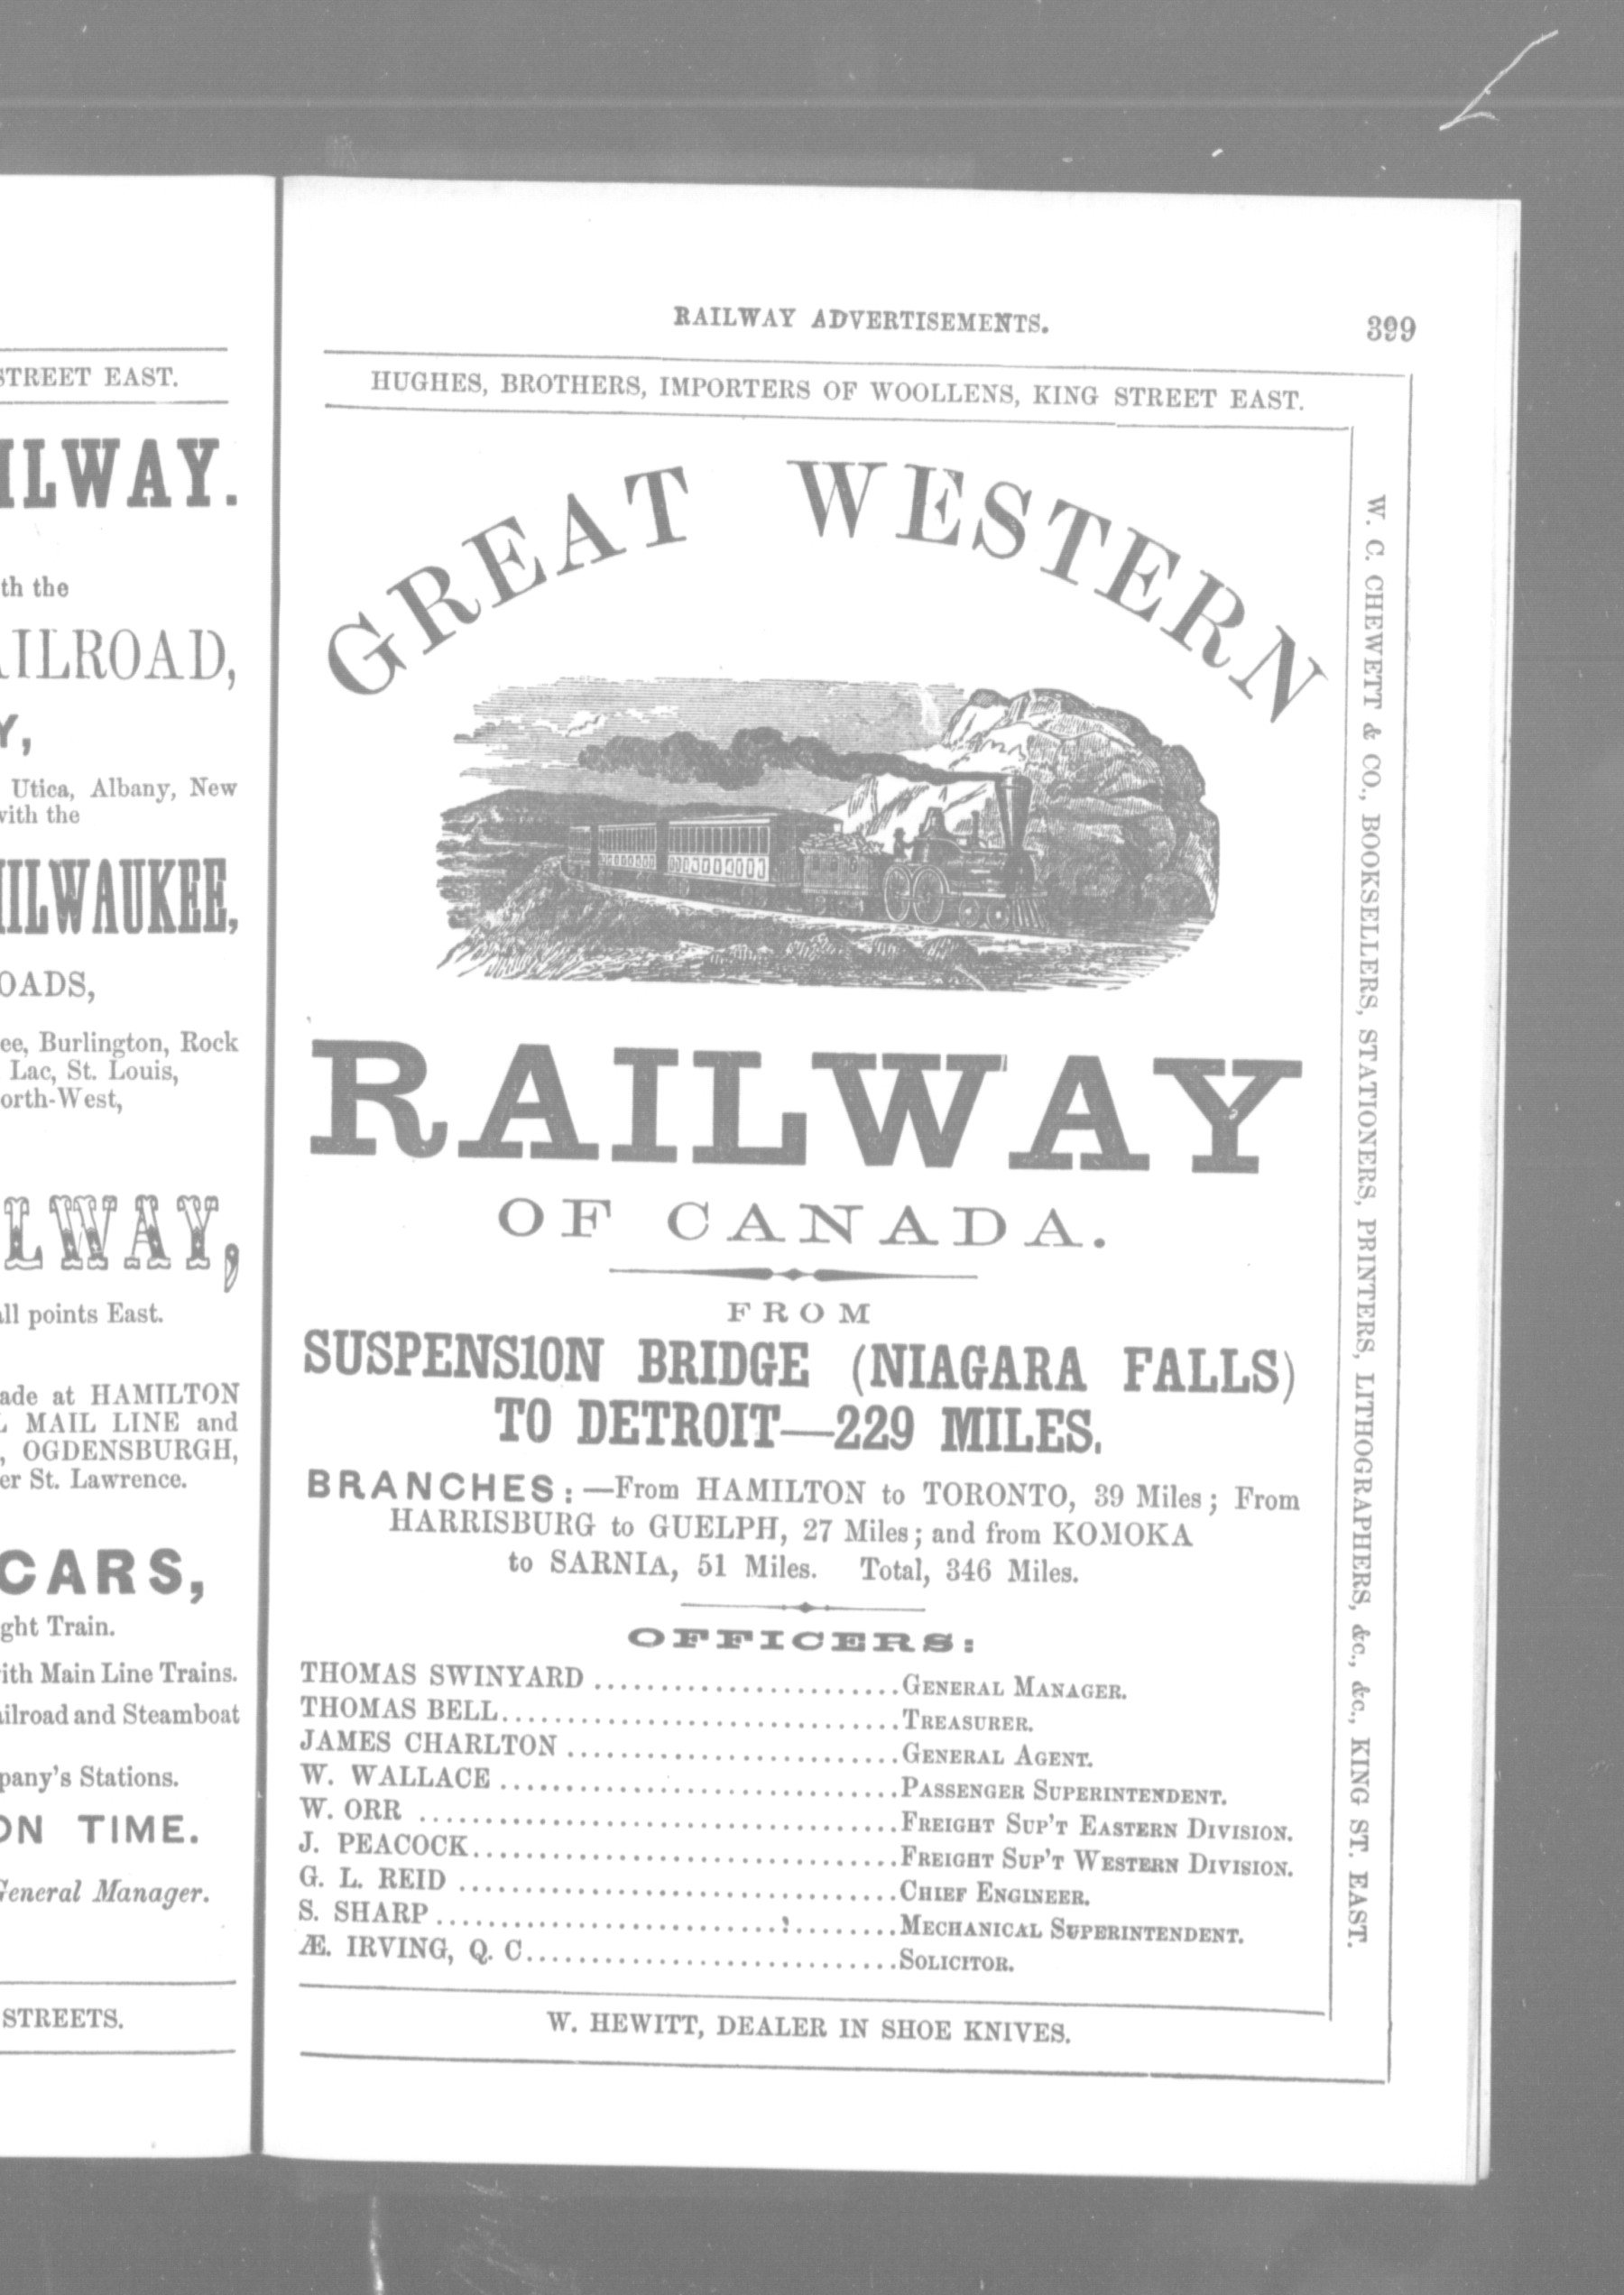 STREET EAST.
ILWAY.
th the
AILROAD,
Y,
Utica, Albany, New
with the
MILWAUKEE,
OADS,
ee, Burlington, Rock
Lac, St. Louis,
orth-West,
LWAY,
all points East.
ade at HAMILTON
L MAIL LINE and
, OGDENSBURGH,
er St. Lawrence.
CARS,
ght Train.
with Main Line Trains.
ailroad and Steamboat
pany's Stations.
ON TIME.
General Manager.
STREETS.
RAILWAY ADVERTISEMENTS. 399
HUGHES, BROTHERS, IMPORTERS OF WOOLLENS, KING STREET EAST.
GREAT WESTERN
RAILWAY
OF CANADA.
FROM
SUSPENS1ON BRIDGE (NIAGARA FALLS)
TO DETROIT—229 MILES.
BRANCHES:—From HAMILTON to TORONTO, 39 Miles; From
HARRISBURG to GUELPH, 27 Miles; and from KOMOKA
to SARNIA, 51 Miles. Total, 346 Miles.
OFFICERS:
THOMAS SWINYARD ....................... GENERAL MANAGER.
THOMAS BELL.............................. TREASURER.
JAMES CHARLTON ......................... GENERAL AGENT.
W. WALLACE .............................. PASSENGER SUPERINTENDENT.
W. ORR .................................... FREIGHT SUP'T EASTERN DIVISION.
J. PEACOCK................................ FREIGHT SUP'T WESTERN DIVISION.
G. L. REID ................................. CHIEF ENGINEER.
S. SHARP................................... MECHANICAL SUPERINTENDENT.
Æ. IRVING, Q. C............................ SOLICITOR.
W. HEWITT, DEALER IN SHOE KNIVES.
W. C. CHEWETT & CO., BOOKSELLERS, STATIONERS, PRINTERS, LITHOGRAPHERS, &c., &c., KING ST. EAST.